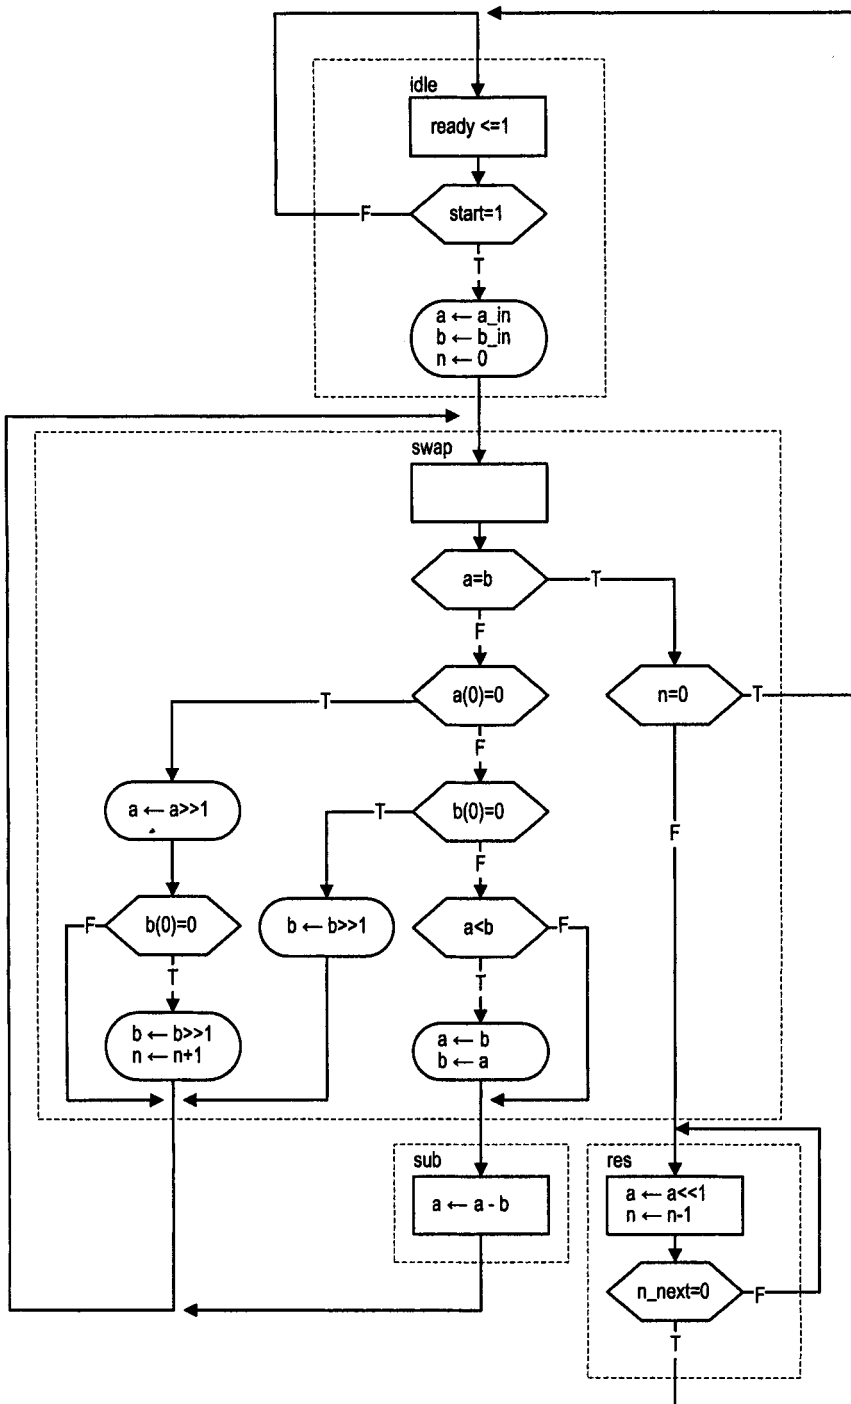 idle
ready <=1
start=1
F
T
a ← a_in
b ← b_in
n ← 0
swap
a=b
T
F
a(0)=0
T
F
n=0
T
F
a ← a>>1
b(0)=0
T
F
b(0)=0
F
T
b ← b>>1
a<b
F
T
b ← b>>1
n ← n+1
a ← b
b ← a
sub
a ← a - b
res
a ← a<<1
n ← n-1
n_next=0
F
T